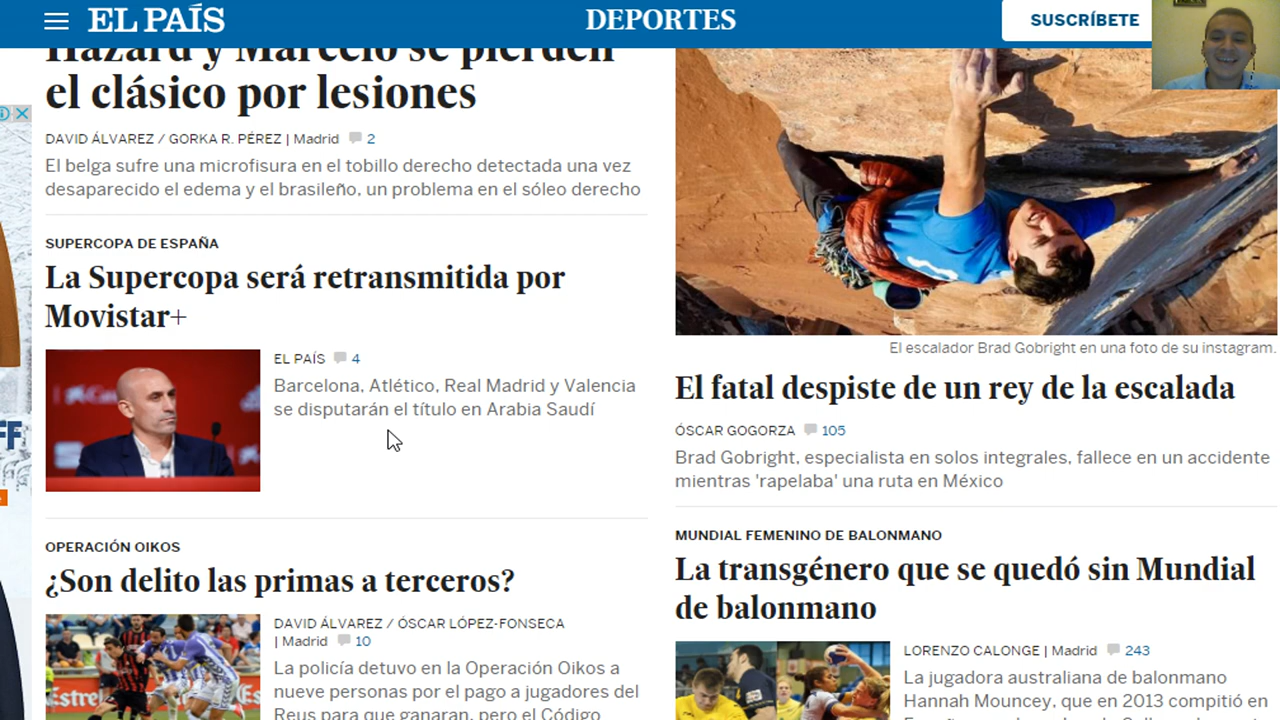 EL PAÍS
DEPORTES
SUSCRÍBETE
Hazard y Marcelo se pierden
el clásico por lesiones
DAVID ÁLVAREZ / GORKA R. PÉREZ | Madrid 2
El belga sufre una microfisura en el tobillo derecho detectada una vez
desaparecido el edema y el brasileño, un problema en el sóleo derecho
SUPERCOPA DE ESPAÑA
La Supercopa será retransmitida por
Movistar+
EL PAÍS 4
Barcelona, Atlético, Real Madrid y Valencia
se disputarán el título en Arabia Saudí
OPERACIÓN OIKOS
¿Son delito las primas a terceros?
DAVID ÁLVAREZ / ÓSCAR LÓPEZ-FONSECA
| Madrid 10
La policía detuvo en la Operación Oikos a
nueve personas por el pago a jugadores del
Reus para que ganaran, pero el Código
El escalador Brad Gobright en una foto de su instagram.
El fatal despiste de un rey de la escalada
ÓSCAR GOGORZA 105
Brad Gobright, especialista en solos integrales, fallece en un accidente
mientras 'rapelaba' una ruta en México
MUNDIAL FEMENINO DE BALONMANO
La transgénero que se quedó sin Mundial
de balonmano
LORENZO CALONGE | Madrid 243
La jugadora australiana de balonmano
Hannah Mouncey, que en 2013 compitió en